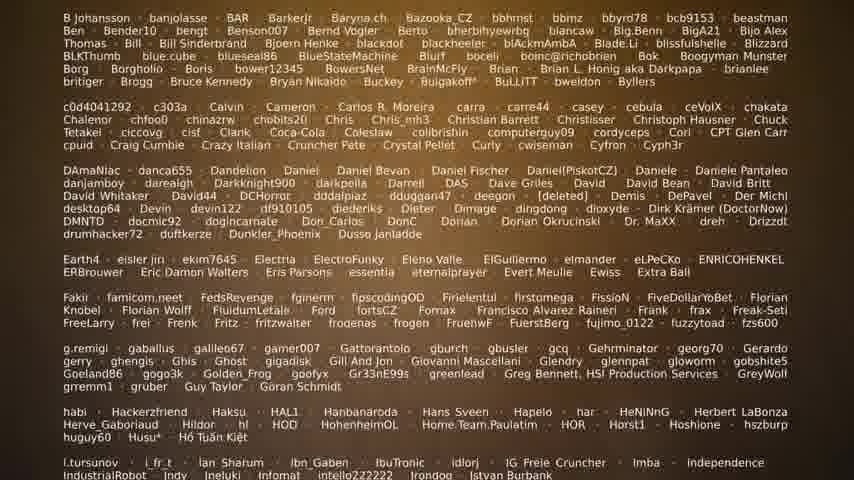 B Johansson · banjolasse · BAR · BarkerJr · Baryna.ch · Bazooka_CZ · bbhrnst · bbmz · bbyrd78 · bcb9153 · beastman
Ben · Bender10 · bengt · Benson007 · Bernd Vogler · Berto · bherbihyewrbg · blancaw · Big.Benn · BigA21 · Bijo Alex
Thomas · Bill · Bill Sinderbrand · Bjoern Henke · blackdot · blackheeler · blAckmAmbA · Blade.Li · blissfulshelle · Blizzard
BLKThumb · blue.cube · blueseal86 · BlueStateMachine · Blurf · boceli · boinc@richobrien · Bok · Boogyman Munster
Borg · Borgholio · Boris · bower12345 · BowersNet · BrainMcFly · Brian · Brian L. Honig aka Darkpapa · brianlee
britiger · Brogg · Bruce Kennedy · Bryan Nikaido · Buckey · Buigakoff² · BuLLiTT · bweldon · Byllers
c0d4041292 · c303a · Calvin · Cameron · Carlos R. Moreira · carra · carre44 · casey · cebula · ceVoIX · chakata
Chalenor · chfoo0 · chinazrw · chobits20 · Chris · Chris_mh3 · Christian Barrett · Christisser · Christoph Hausner · Chuck
Tetakel · ciccovg · cisf · Clank · Coca-Cola · Coleslaw · colibrishin · computerguy09 · cordyceps · Cori · CPT Glen Carr
cpuid · Craig Cumbie · Crazy Italian · Cruncher Pete · Crystal Pellet · Curly · cwiseman · Cyfron · Cyph3r
DAmaNiac · danca655 · Dandelion · Daniel · Daniel Bevan · Daniel Fischer · Daniel(PiskotCZ) · Daniele · Daniele Pantaleo
danjamboy · darealgh · Darkknight900 · darkpella · Darrell · DAS · Dave Griles · David · David Bean · David Britt
David Whitaker · David44 · DCHorror · dddalpiaz · dduggan47 · deegon · [deleted] · Demis · DePavel · Der Michl
desktop64 · Devin · devin122 · dl910105 · diederiks · Dieter · Dimage · dingdong · dioxyde · Dirk Krämer (DoctorNow)
DMNTD · docmic92 · dogincarnate · Don_Carlos · DonC · Dorian · Dorian Okrucinski · Dr. MaXX · dreh · Drizzdt
drumhacker72 · duftkerze · Dunkler_Phoenix · Dusso Janladde
Earth4 · eisler jiri · ekim7645 · Electria · ElectroFunky · Eleno Valle · ElGuillermo · elmander · eLPeCKo · ENRICOHENKEL
ERBrouwer · Eric Damon Walters · Eris Parsons · essentia · eternalprayer · Evert Meulie · Ewiss · Extra Ball
Fakir · famicom.neet · FedsRevenge · fginerm · fipscodingOD · Firielentul · firstomega · FissioN · FiveDollarYoBet · Florian
Knobel · Florian Wolff · FluidumLetale · Ford · fortsCZ · Fornax · Francisco Alvarez Raineri · Frank · frax · Freak-Seti
FreeLarry · frei · Frenk · Fritz · fritzwalter · frogenas · frogen · FruehwF · FuerstBerg · fujimo_0122 · fuzzytoad · fzs600
g.remigi · gaballus · galileo67 · gamer007 · Gattorantolo · gburch · gbusler · gcq · Gehrminator · georg70 · Gerardo
gerry · ghengis · Ghis · Ghost · gigadisk · Gill And Jon · Giovanni Mascellani · Glendry · glennpat · gloworm · gobshite5
Goeland86 · gogo3k · Golden_Frog · goofyx · Gr33nE99s · greenlead · Greg Bennett, HSI Production Services · GreyWolf
grremm1 · gruber · Guy Taylor · Göran Schmidt
habi · Hackerzfriend · Haksu · HAL1 · Hanbanaroda · Hans Sveen · Hapelo · har · HeNiNnG · Herbert LaBonza
Herve_Gaboriaud · Hildor · hl · HOD · HohenheimOL · Home.Team.Paulatim · HOR · Horst1 · Hoshione · hszburp
huguy60 · Husu* · Hồ Tuấn Kiệt
i.tursunov · i_fr_t · Ian Sharum · Ibn_Gaben · IbuTronic · idlorj · IG Freie Cruncher · Imba · independence
IndustrialRobot · Indy · Ineluki · Infomat · intello222222 · Irondog · Istvan Burbank